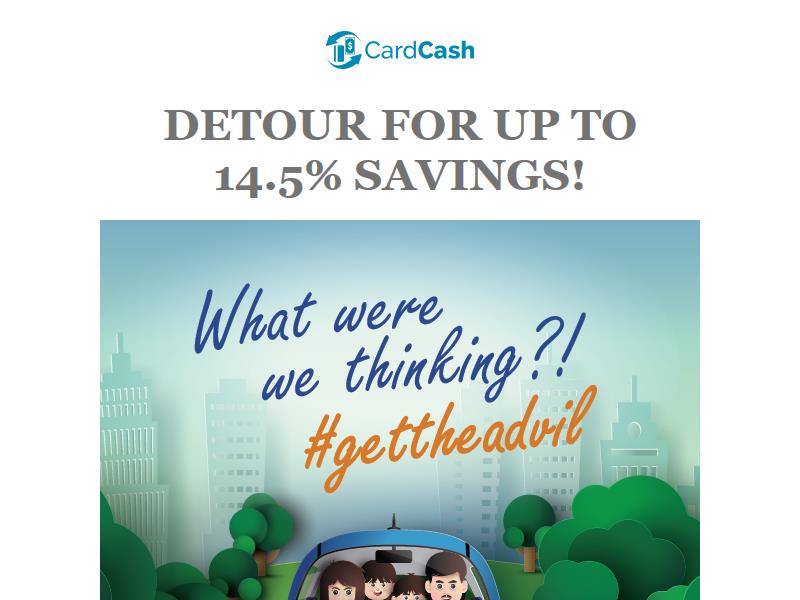 CardCash
DETOUR FOR UP TO
14.5% SAVINGS!
What were
we thinking?!
#gettheadvil